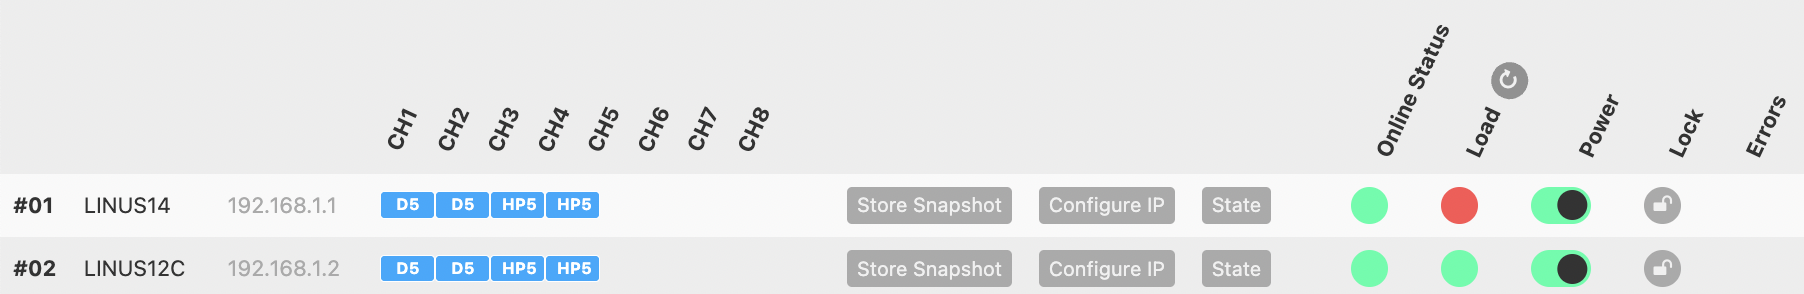 CH1 CH2 CH3 CH4 CH5 CH6 CH7 CH8 Online Status Load Power Lock Errors
#01 LINUS14 192.168.1.1 D5 D5 HP5 HP5 Store Snapshot Configure IP State
#02 LINUS12C 192.168.1.2 D5 D5 HP5 HP5 Store Snapshot Configure IP State